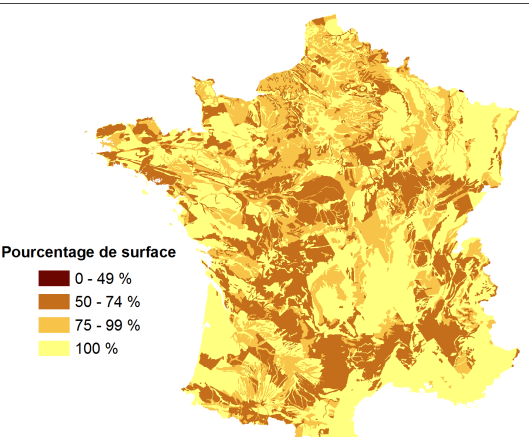 Pourcentage de surface
0 - 49 %
50 - 74 %
75 - 99 %
100 %